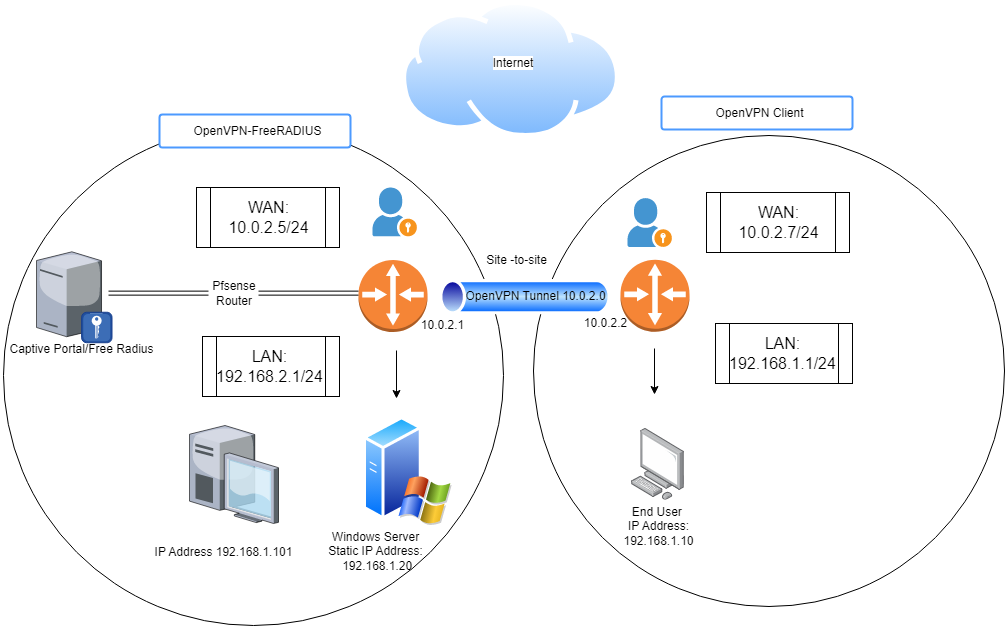 Internet
OpenVPN-FreeRADIUS
OpenVPN Client
WAN:
10.0.2.5/24
WAN:
10.0.2.7/24
Site -to-site
Pfsense
Router
OpenVPN Tunnel 10.0.2.0
10.0.2.1
10.0.2.2
Captive Portal/Free Radius
LAN:
192.168.2.1/24
LAN:
192.168.1.1/24
IP Address 192.168.1.101
Windows Server
Static IP Address:
192.168.1.20
End User
IP Address:
192.168.1.10